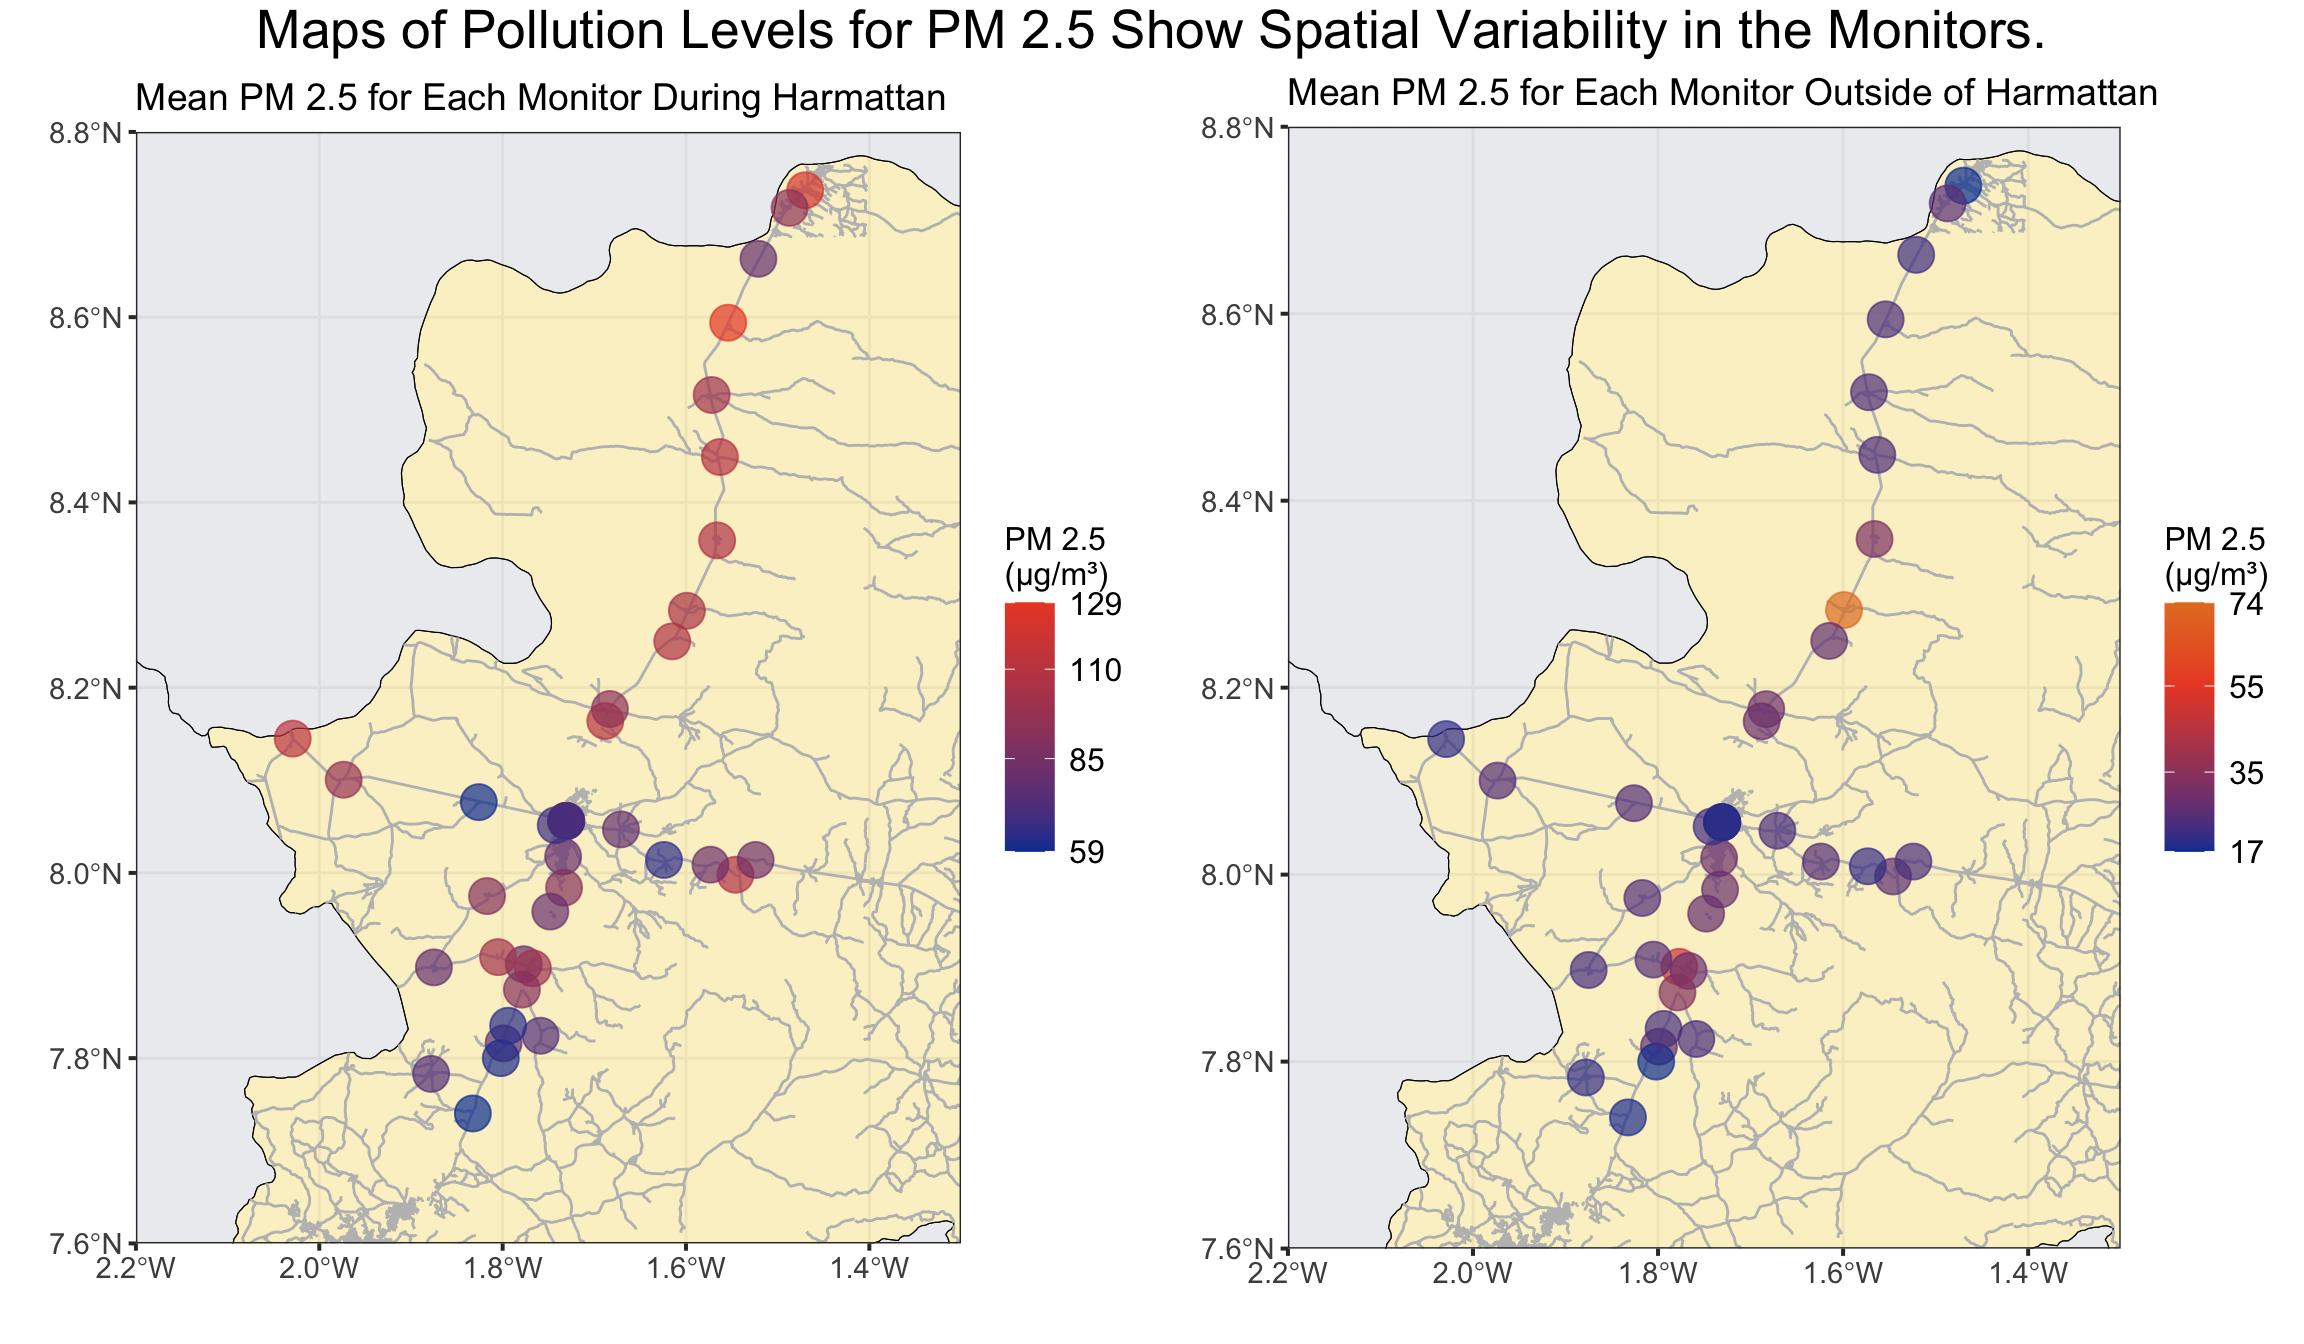 Maps of Pollution Levels for PM 2.5 Show Spatial Variability in the Monitors.
Mean PM 2.5 for Each Monitor During Harmattan
8.8°N
8.6°N
8.4°N
8.2°N
8.0°N
7.8°N
7.6°N
2.2°W 2.0°W 1.8°W 1.6°W 1.4°W
PM 2.5
(µg/m³)
129
110
85
59
Mean PM 2.5 for Each Monitor Outside of Harmattan
8.8°N
8.6°N
8.4°N
8.2°N
8.0°N
7.8°N
7.6°N
2.2°W 2.0°W 1.8°W 1.6°W 1.4°W
PM 2.5
(µg/m³)
74
55
35
17